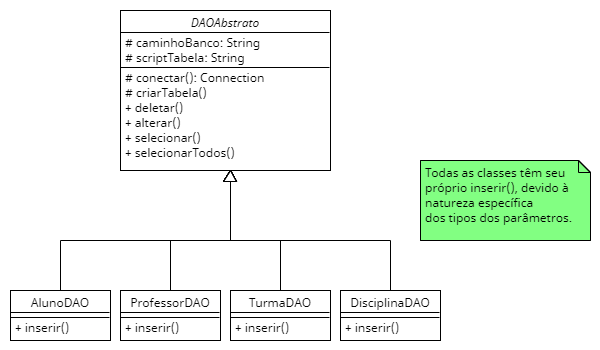 DAOAbstrato
# caminhoBanco: String
# scriptTabela: String
# conectar(): Connection
# criarTabela()
+ deletar()
+ alterar()
+ selecionar()
+ selecionarTodos()
Todas as classes têm seu
próprio inserir(), devido à
natureza específica
dos tipos dos parâmetros.
AlunoDAO
+ inserir()
ProfessorDAO
+ inserir()
TurmaDAO
+ inserir()
DisciplinaDAO
+ inserir()